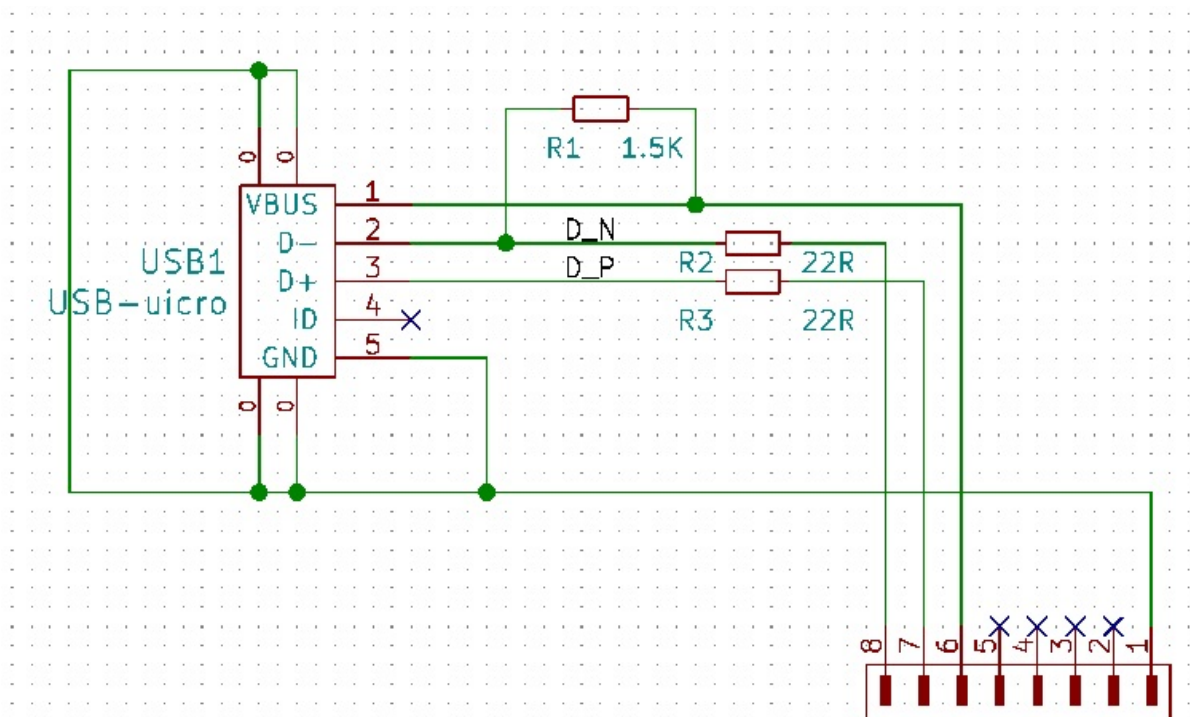 0 0
R1 1.5K
VBUS 1
D- 2
D+ 3
ID 4
GND 5
D_N
D_P
R2 22R
R3 22R
USB1
USB-uicro
0 0
8 7 6 5 4 3 2 1